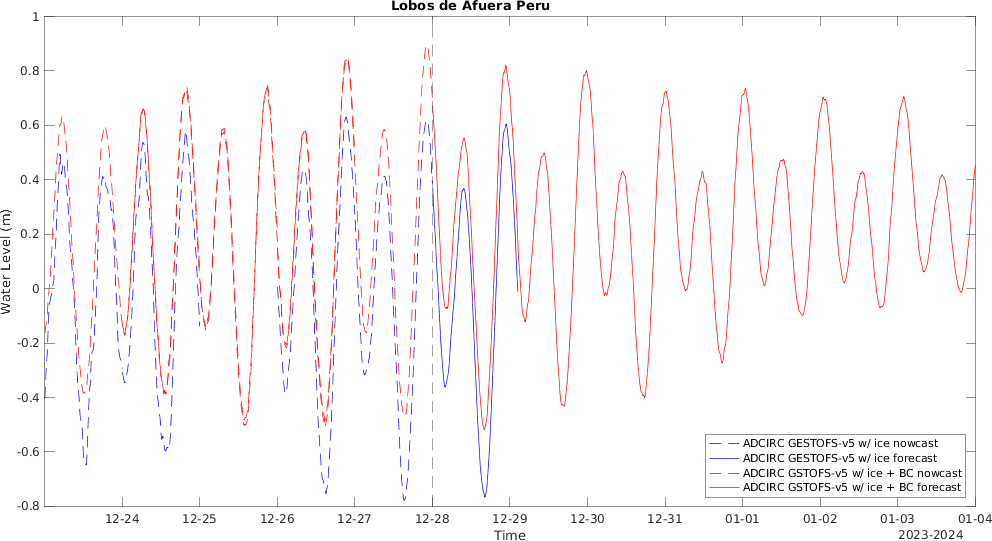 Lobos de Afuera Peru
Water Level (m)
1
0.8
0.6
0.4
0.2
0
-0.2
-0.4
-0.6
-0.8
ADCIRC GESTOFS-v5 w/ ice nowcast
ADCIRC GESTOFS-v5 w/ ice forecast
ADCIRC GSTOFS-v5 w/ ice + BC nowcast
ADCIRC GSTOFS-v5 w/ ice + BC forecast
12-24 12-25 12-26 12-27 12-28 12-29 12-30 12-31 01-01 01-02 01-03 01-04
Time
2023-2024